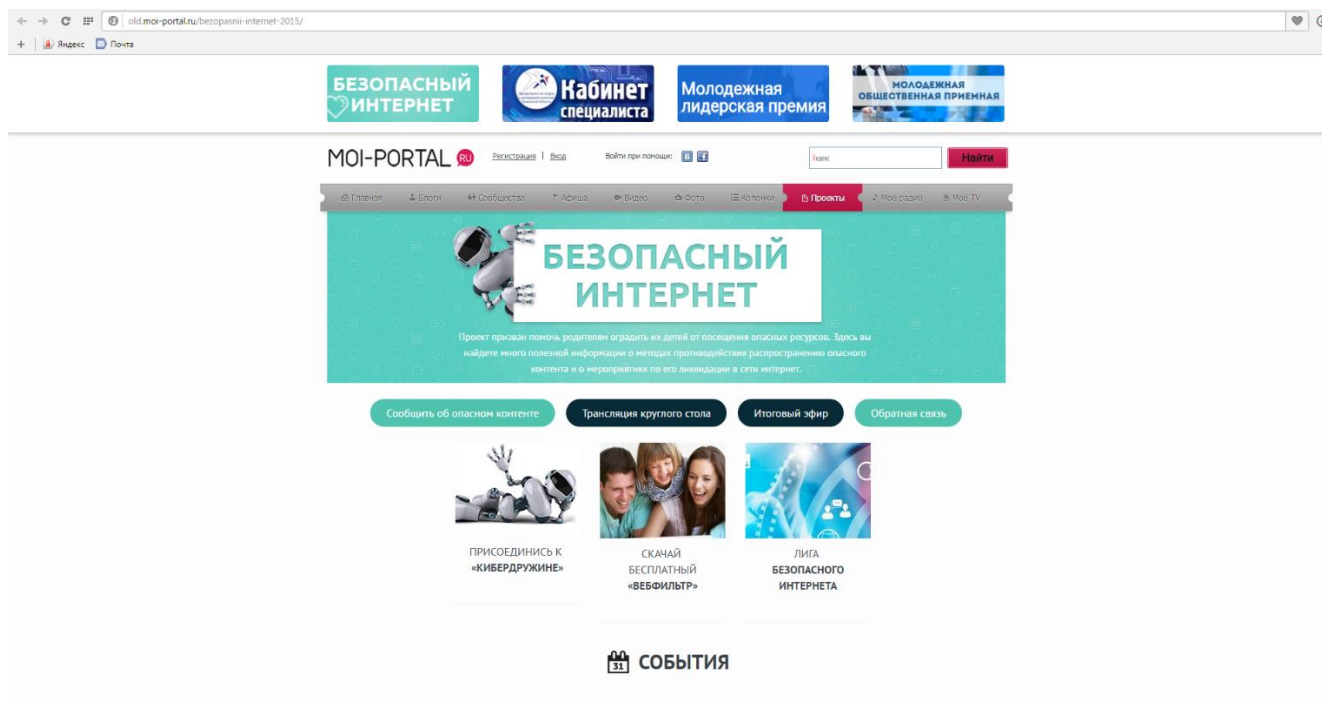 old.moi-portal.ru/bezopasnii-internet-2015/
+ Яндекс Почта
БЕЗОПАСНЫЙ
ИНТЕРНЕТ
Кабинет
специалиста
Молодежная
лидерская премия
МОЛОДЕЖНАЯ
ОБЩЕСТВЕННАЯ ПРИЕМНАЯ
MOI-PORTAL RU
Регистрация | Вход
Войти при помощи:
Яндекс
Найти
Главная Блоги Сообщества Афиша Видео Фото Колонки Проекты Моё радио Моё TV
БЕЗОПАСНЫЙ
ИНТЕРНЕТ
Проект призван помочь родителям оградить их детей от посещения опасных ресурсов. Здесь вы
найдете много полезной информации о методах противодействия распространению опасного
контента и о мероприятиях по его ликвидации в сети интернет.
Сообщить об опасном контенте Трансляция круглого стола Итоговый эфир Обратная связь
ПРИСОЕДИНИСЬ К
«КИБЕРДРУЖИНЕ»
СКАЧАЙ
БЕСПЛАТНЫЙ
«ВЕБФИЛЬТР»
ЛИГА
БЕЗОПАСНОГО
ИНТЕРНЕТА
31 СОБЫТИЯ